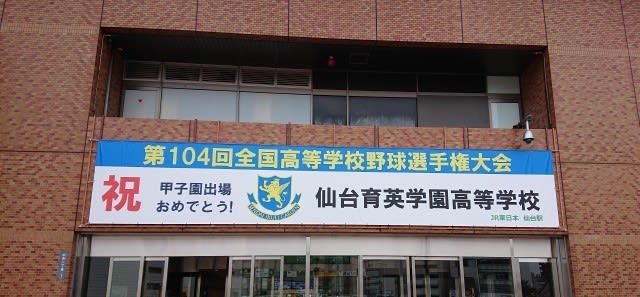 第104回全国高等学校野球選手権大会
祝
甲子園出場
おめでとう!
仙台育英学園高等学校
JR東日本 仙台駅